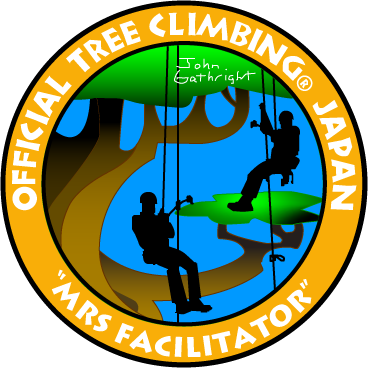 OFFICIAL TREE CLIMBING® JAPAN
John
Gathright
"MRS FACILITATOR"